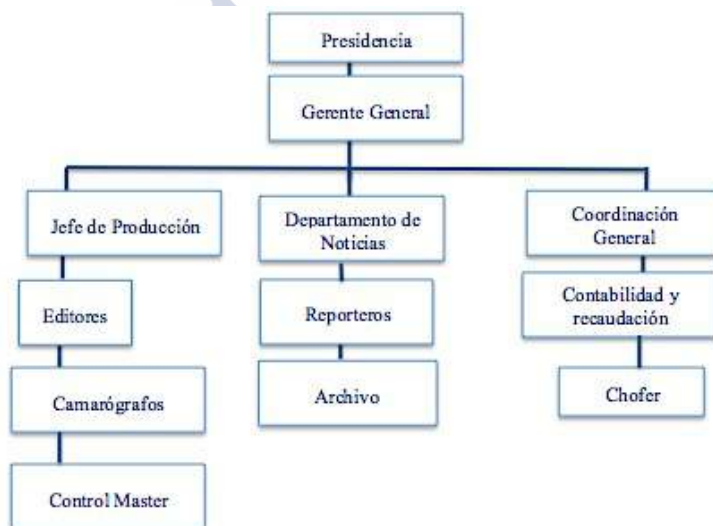 Presidencia
Gerente General
Jefe de Producción
Departamento de
Noticias
Coordinación
General
Editores
Reporteros
Contabilidad y
recaudación
Camarógrafos
Archivo
Chofer
Control Master